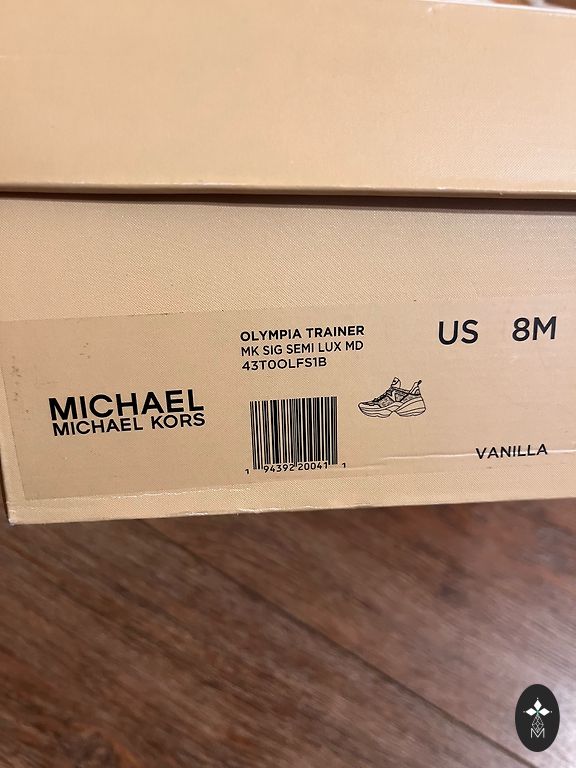 OLYMPIA TRAINER
MK SIG SEMI LUX MD
43T0OLFS1B
US 8M
MICHAEL
MICHAEL KORS
1 94392 20041 1
VANILLA
M